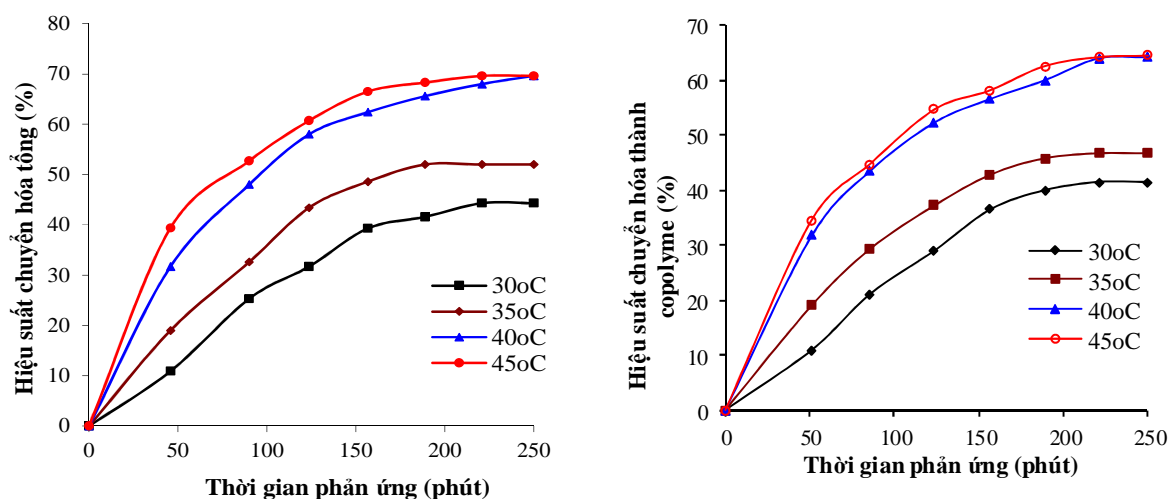 80
70
60
50
40
30
20
10
0
Hiệu suất chuyển hóa tổng (%)
30oC
35oC
40oC
45oC
0 50 100 150 200 250
Thời gian phản ứng (phút)
70
60
50
40
30
20
10
0
Hiệu suất chuyển hóa thành
copolyme (%)
30oC
35oC
40oC
45oC
0 50 100 150 200 250
Thời gian phản ứng (phút)